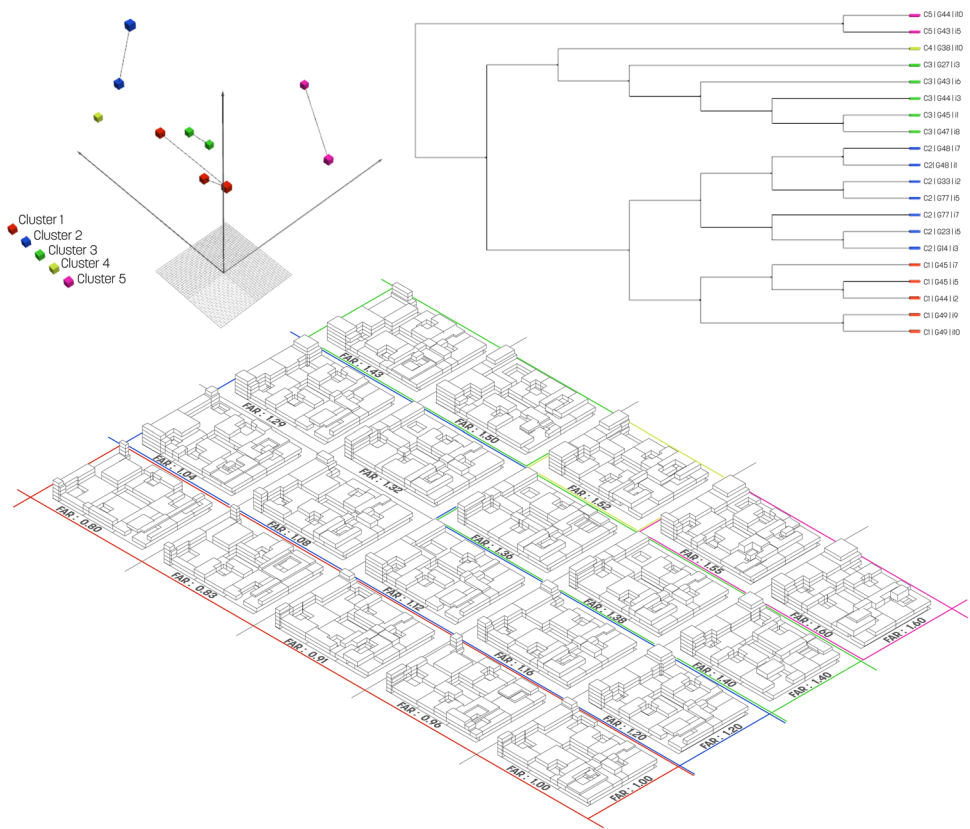 Cluster 1
Cluster 2
Cluster 3
Cluster 4
Cluster 5
C5|G44|i10
C5|G43|i5
C4|G38|i10
C3|G27|i3
C3|G43|i6
C3|G44|i3
C3|G45|i1
C3|G47|i8
C2|G48|i7
C2|G48|i1
C2|G33|i2
C2|G77|i5
C2|G77|i7
C2|G23|i5
C2|G14|i3
C1|G45|i7
C1|G45|i5
C1|G44|i2
C1|G49|i9
C1|G49|i10
FAR: 1.43
FAR: 1.50
FAR: 1.52
FAR: 1.55
FAR: 1.60
FAR: 1.60
FAR: 1.29
FAR: 1.32
FAR: 1.36
FAR: 1.38
FAR: 1.40
FAR: 1.40
FAR: 1.04
FAR: 1.08
FAR: 1.12
FAR: 1.16
FAR: 1.20
FAR: 1.20
FAR: 0.80
FAR: 0.83
FAR: 0.91
FAR: 0.96
FAR: 1.00
FAR: 1.00